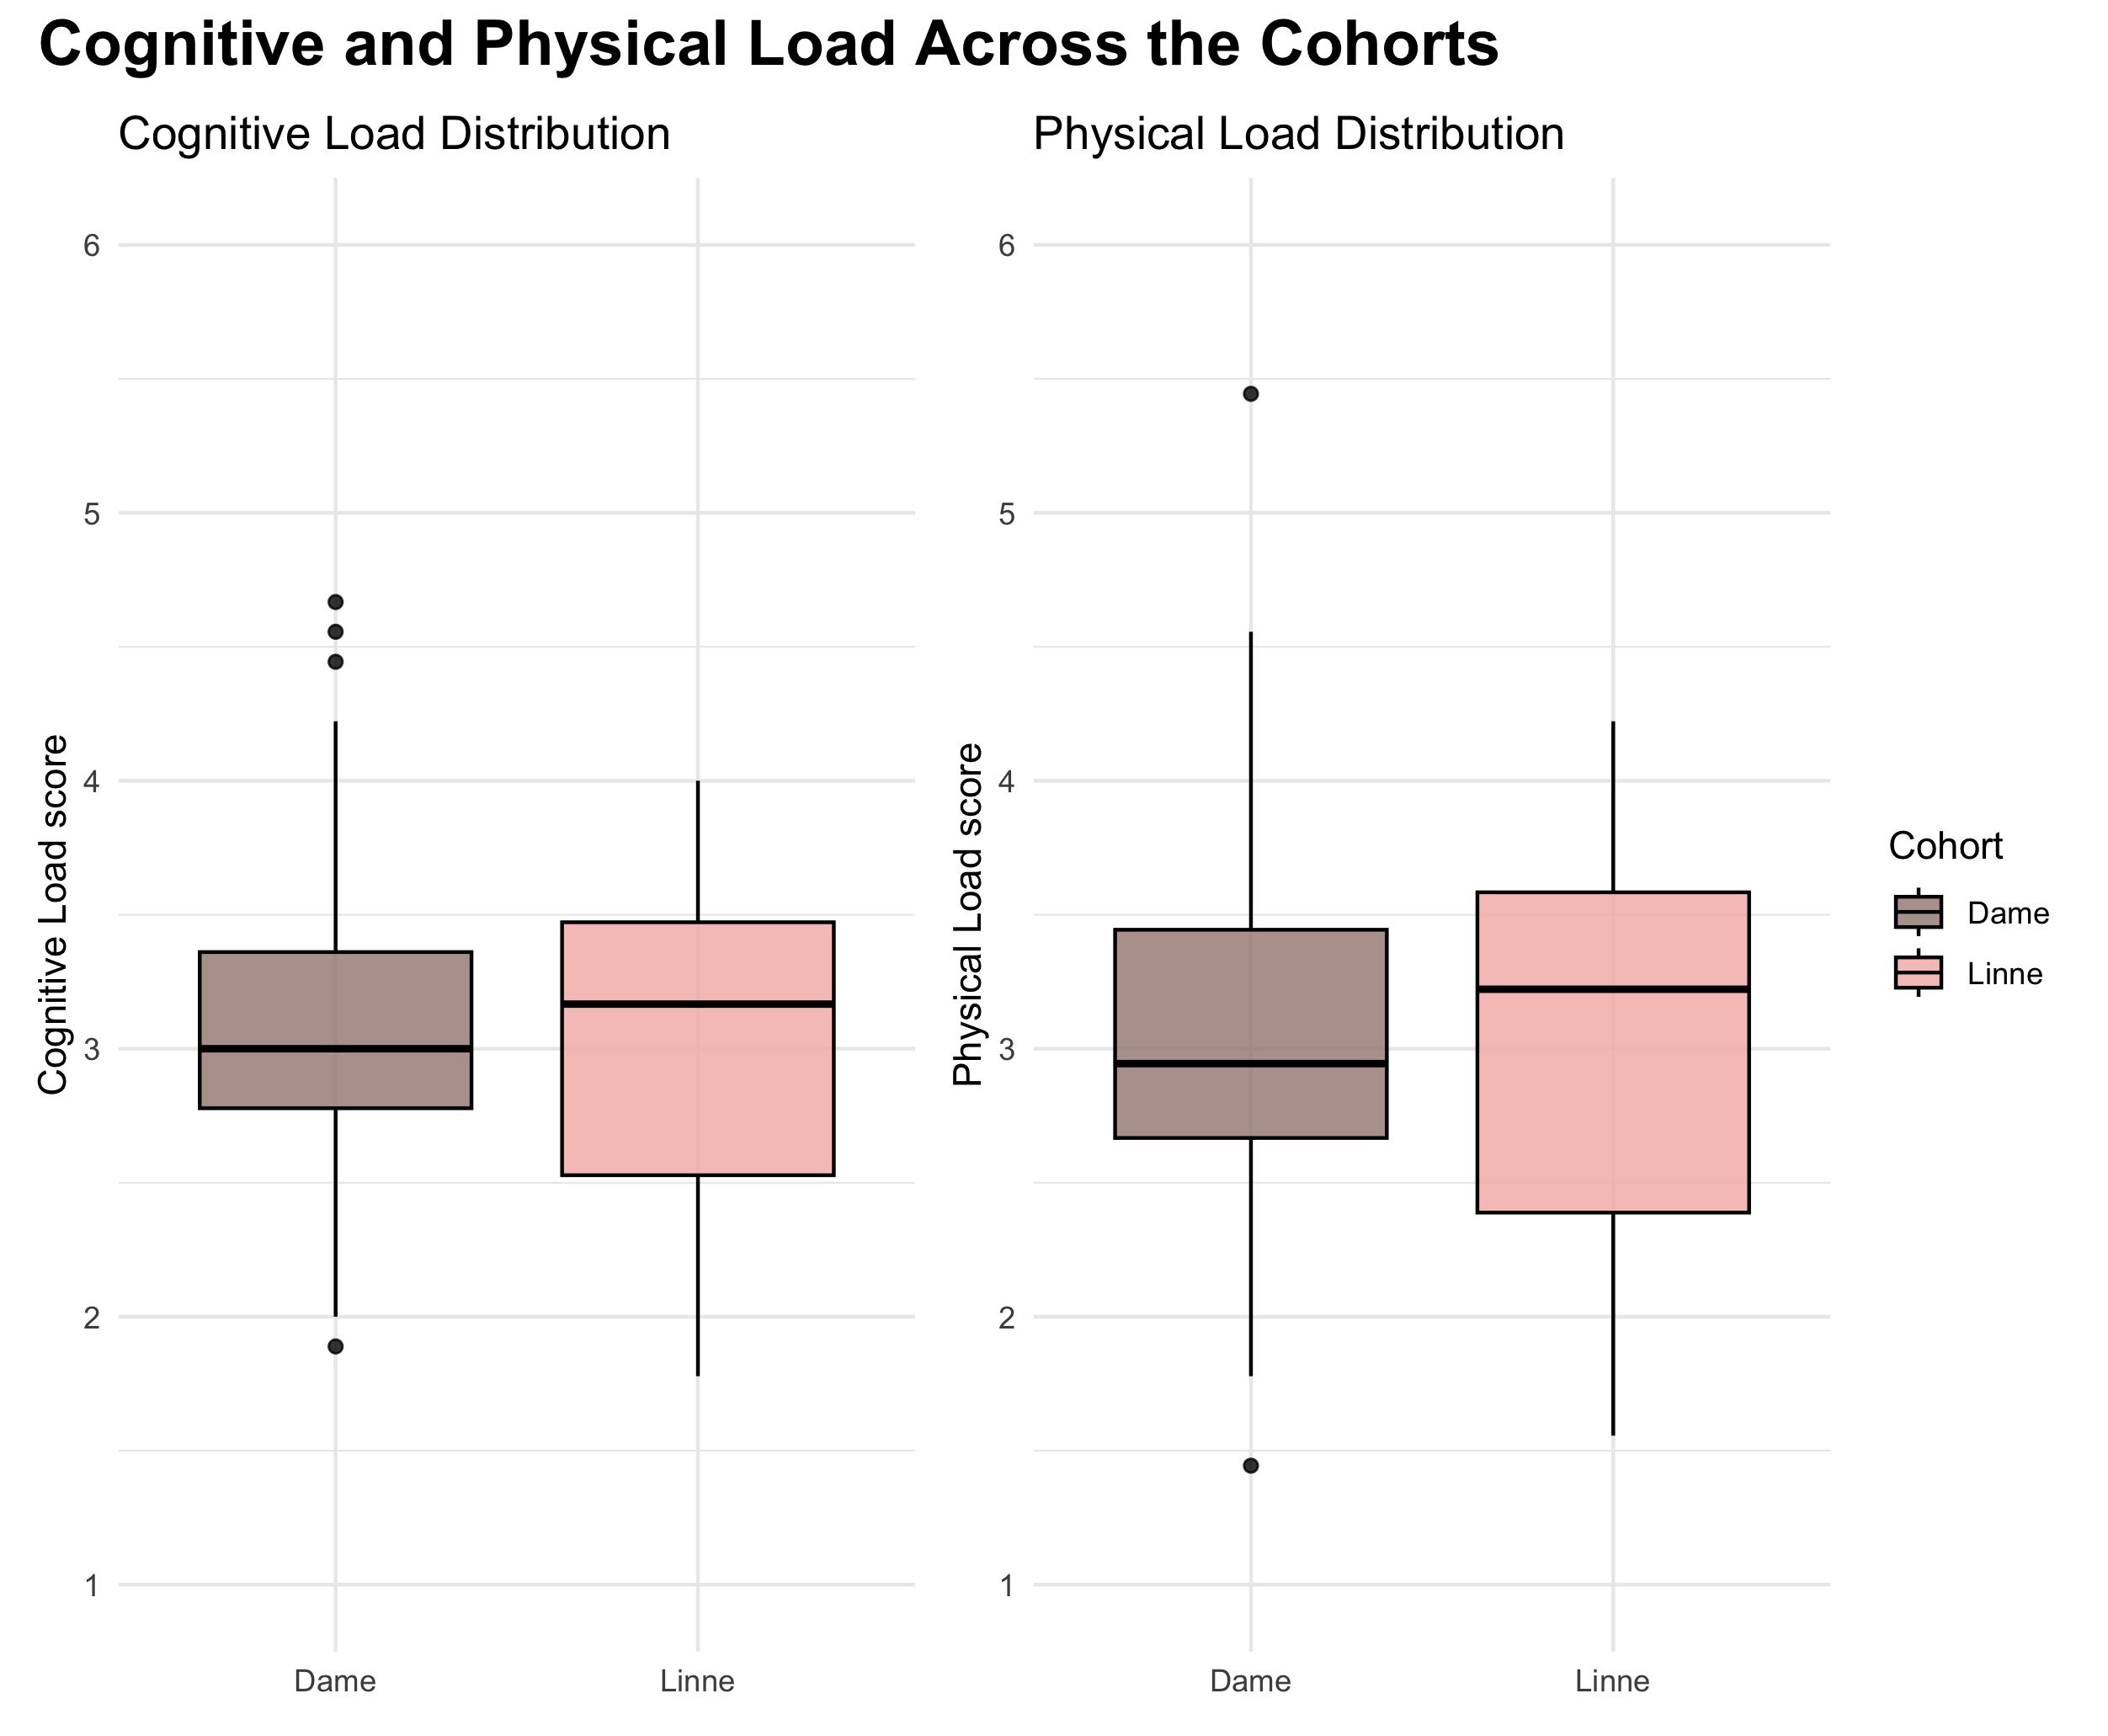 Cognitive and Physical Load Across the Cohorts
Cognitive Load Distribution
Cognitive Load score
6
5
4
3
2
1
Dame
Linne
Physical Load Distribution
Physical Load score
6
5
4
3
2
1
Dame
Linne
Cohort
Dame
Linne